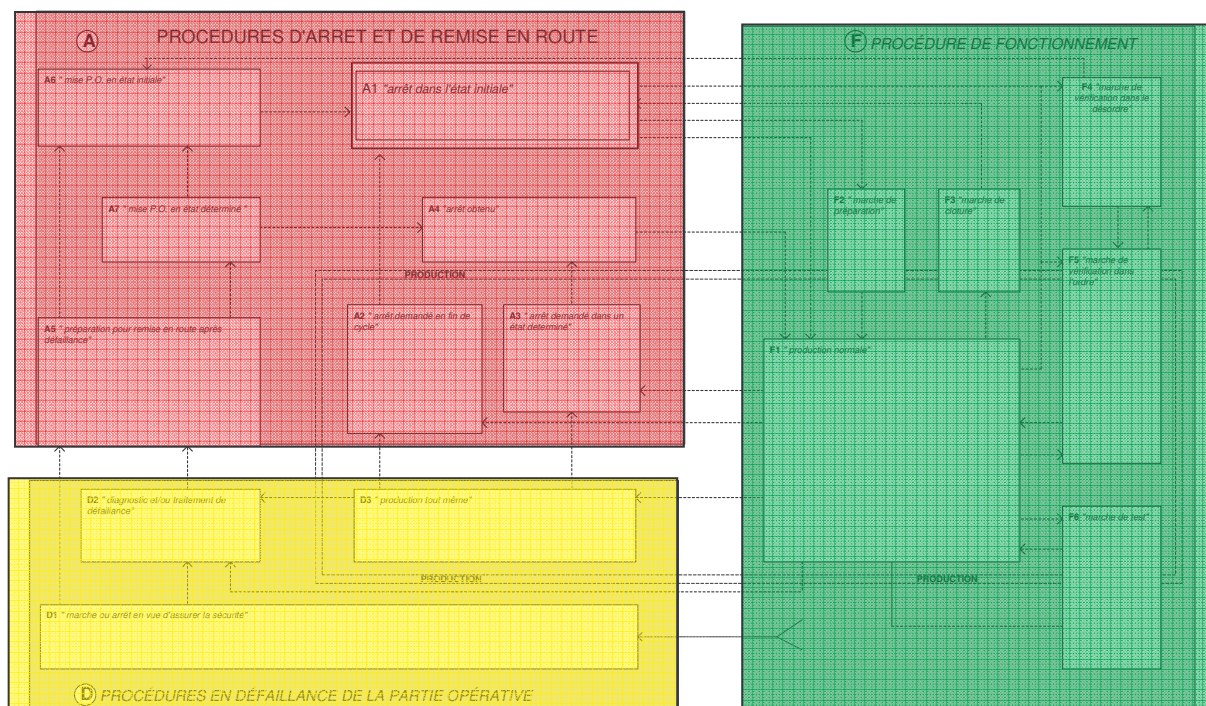 A PROCEDURES D'ARRET ET DE REMISE EN ROUTE
A6 " mise P.O. en état initiale"
A1 "arrêt dans l'état initiale"
A7 " mise P.O. en état déterminé "
A4 "arrêt obtenu"
PRODUCTION
A2 " arrêt demandé en fin de
cycle"
A3 " arrêt demandé dans un
état déterminé"
A5 " préparation pour remise en route après
défaillance"
F PROCÉDURE DE FONCTIONNEMENT
F4 "marche de
vérification dans le
désordre"
F2 " marche de
préparation"
F3 " marche de
cloture"
F5 "marche de
vérification dans
l'ordre"
F1 " production normale"
F6 "marche de test"
PRODUCTION
D2 " diagnostic et/ou traitement de
défaillance"
D3 " production tout même"
PRODUCTION
D1 " marche ou arrêt en vue d'assurer la sécurité"
D PROCÉDURES EN DÉFAILLANCE DE LA PARTIE OPÉRATIVE